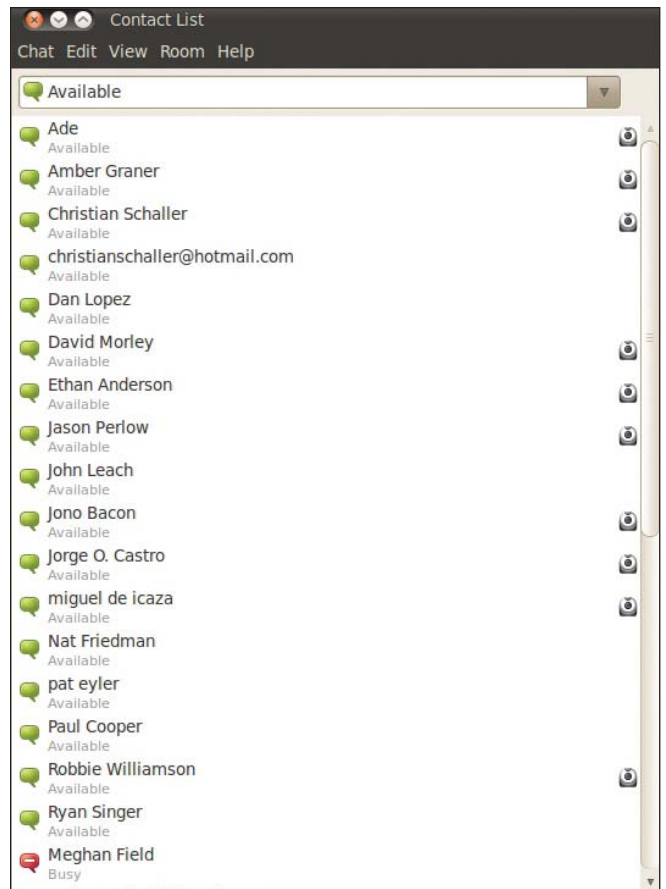 Contact List
Chat Edit View Room Help
Available
Ade
Available
Amber Graner
Available
Christian Schaller
Available
christianschaller@hotmail.com
Available
Dan Lopez
Available
David Morley
Available
Ethan Anderson
Available
Jason Perlow
Available
John Leach
Available
Jono Bacon
Available
Jorge O. Castro
Available
miguel de icaza
Available
Nat Friedman
Available
pat eyler
Available
Paul Cooper
Available
Robbie Williamson
Available
Ryan Singer
Available
Meghan Field
Busy